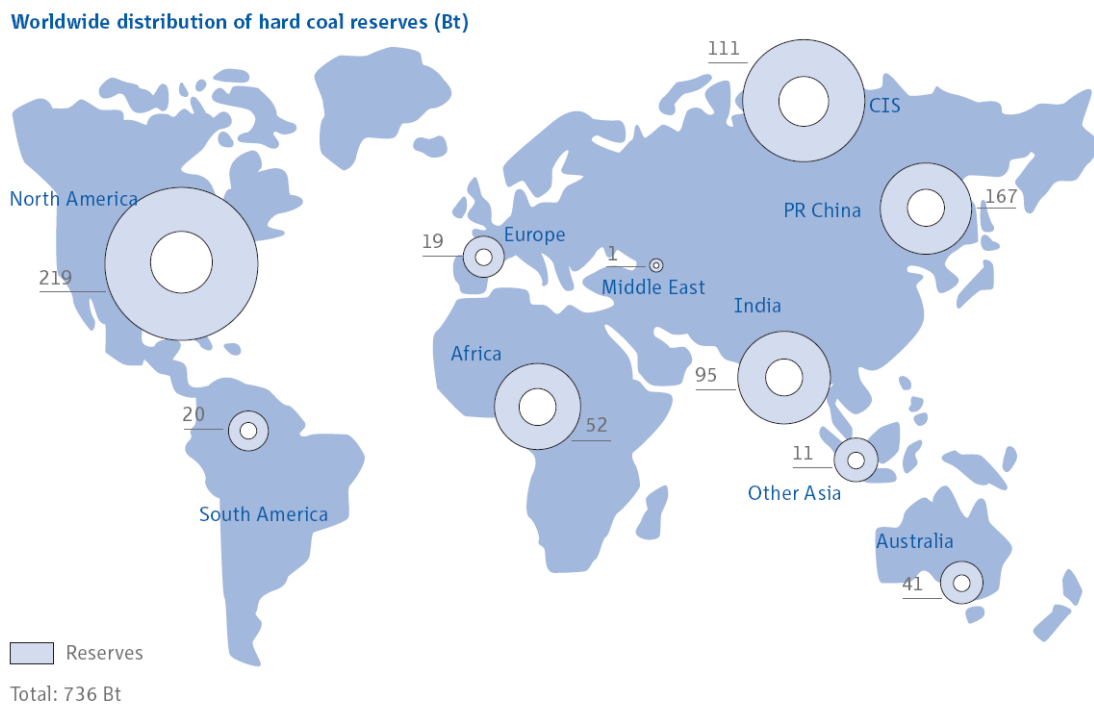 Worldwide distribution of hard coal reserves (Bt)
111
CIS
North America
167
PR China
19
Europe
1
219
Middle East
India
Africa
95
20
52
11
Other Asia
South America
Australia
41
Reserves
Total: 736 Bt